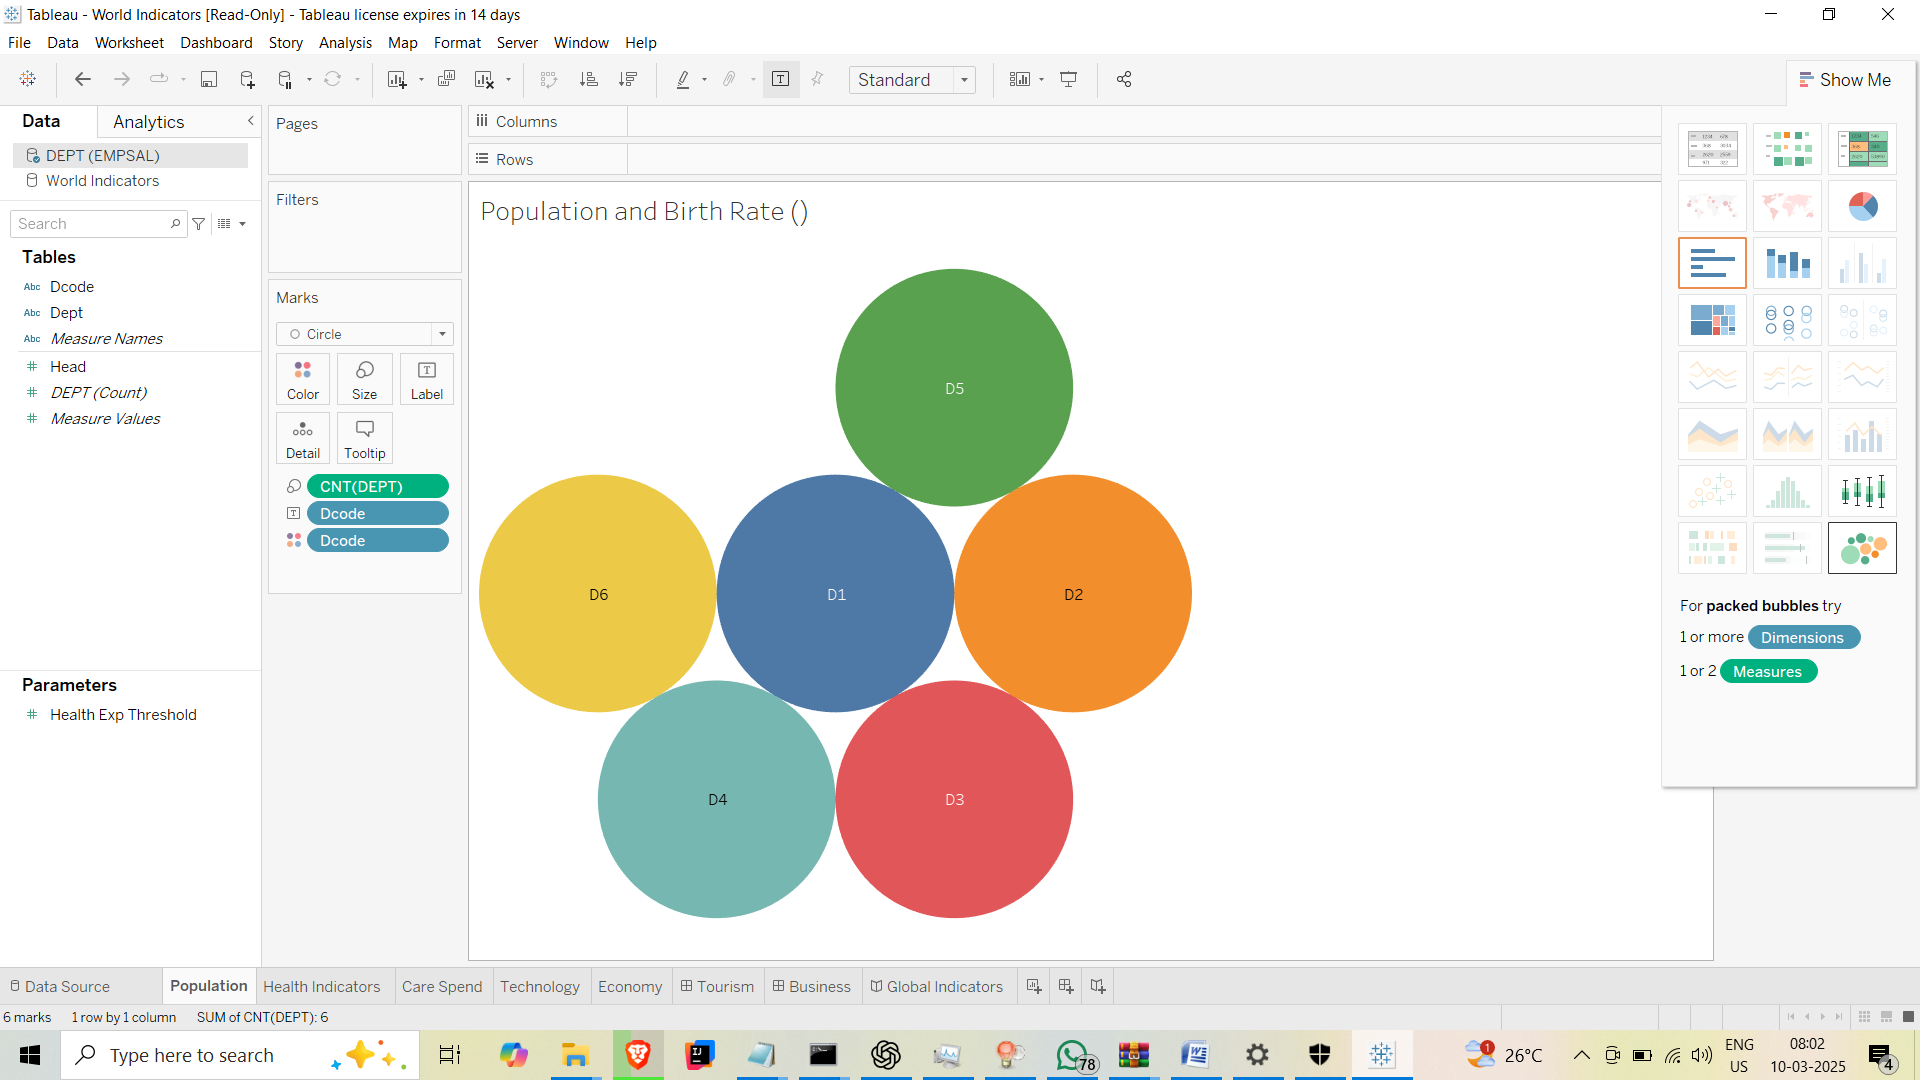 Tableau - World Indicators [Read-Only] - Tableau license expires in 14 days
File Data Worksheet Dashboard Story Analysis Map Format Server Window Help
Standard
Show Me
Data Analytics
DEPT (EMPSAL)
World Indicators
Search
Tables
Abc Dcode
Abc Dept
Abc Measure Names
Head
DEPT (Count)
Measure Values
Parameters
Health Exp Threshold
Pages
Filters
Marks
Circle
Color Size Label
Detail Tooltip
CNT(DEPT)
Dcode
Dcode
Columns
Rows
Population and Birth Rate ()
D5
D6 D1 D2
D4 D3
For packed bubbles try
1 or more Dimensions
1 or 2 Measures
Data Source Population Health Indicators Care Spend Technology Economy Tourism Business Global Indicators
6 marks 1 row by 1 column SUM of CNT(DEPT): 6
Type here to search
78
1
26°C
ENG
US
08:02
10-03-2025
4